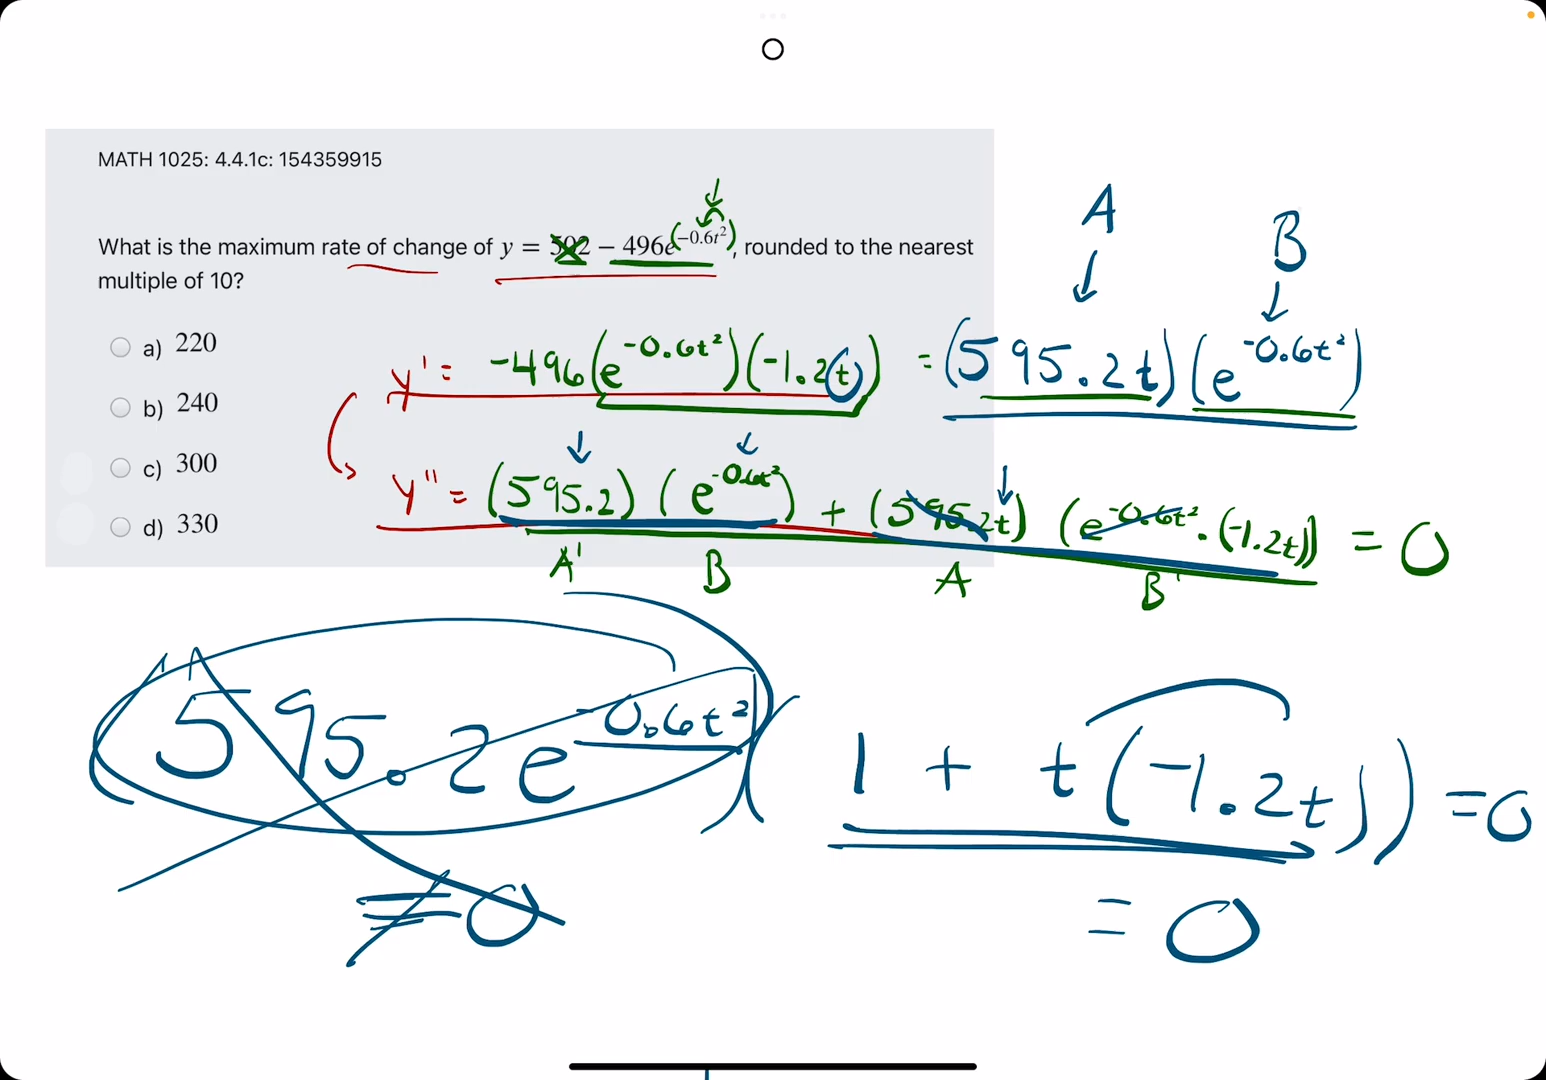 MATH 1025: 4.4.1c: 154359915
What is the maximum rate of change of y = 502 − 496e^(−0.6t²), rounded to the nearest
multiple of 10?
a) 220
b) 240
c) 300
d) 330
A
B
y' = -496(e^-0.6t²)(-1.2t) = (595.2t)(e^-0.6t²)
y'' = (595.2)(e^-0.6t²) + (595.2t)(e^-0.6t² · (-1.2t)) = 0
A' B A B'
595.2e^-0.6t² (1 + t(-1.2t)) = 0
≠ 0
= 0